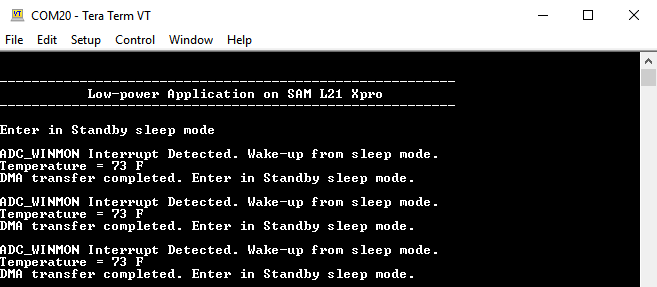 COM20 - Tera Term VT
File Edit Setup Control Window Help
--------------------------------------------------------
Low-power Application on SAM L21 Xpro
--------------------------------------------------------
Enter in Standby sleep mode
ADC_WINMON Interrupt Detected. Wake-up from sleep mode.
Temperature = 73 F
DMA transfer completed. Enter in Standby sleep mode.
ADC_WINMON Interrupt Detected. Wake-up from sleep mode.
Temperature = 73 F
DMA transfer completed. Enter in Standby sleep mode.
ADC_WINMON Interrupt Detected. Wake-up from sleep mode.
Temperature = 73 F
DMA transfer completed. Enter in Standby sleep mode.